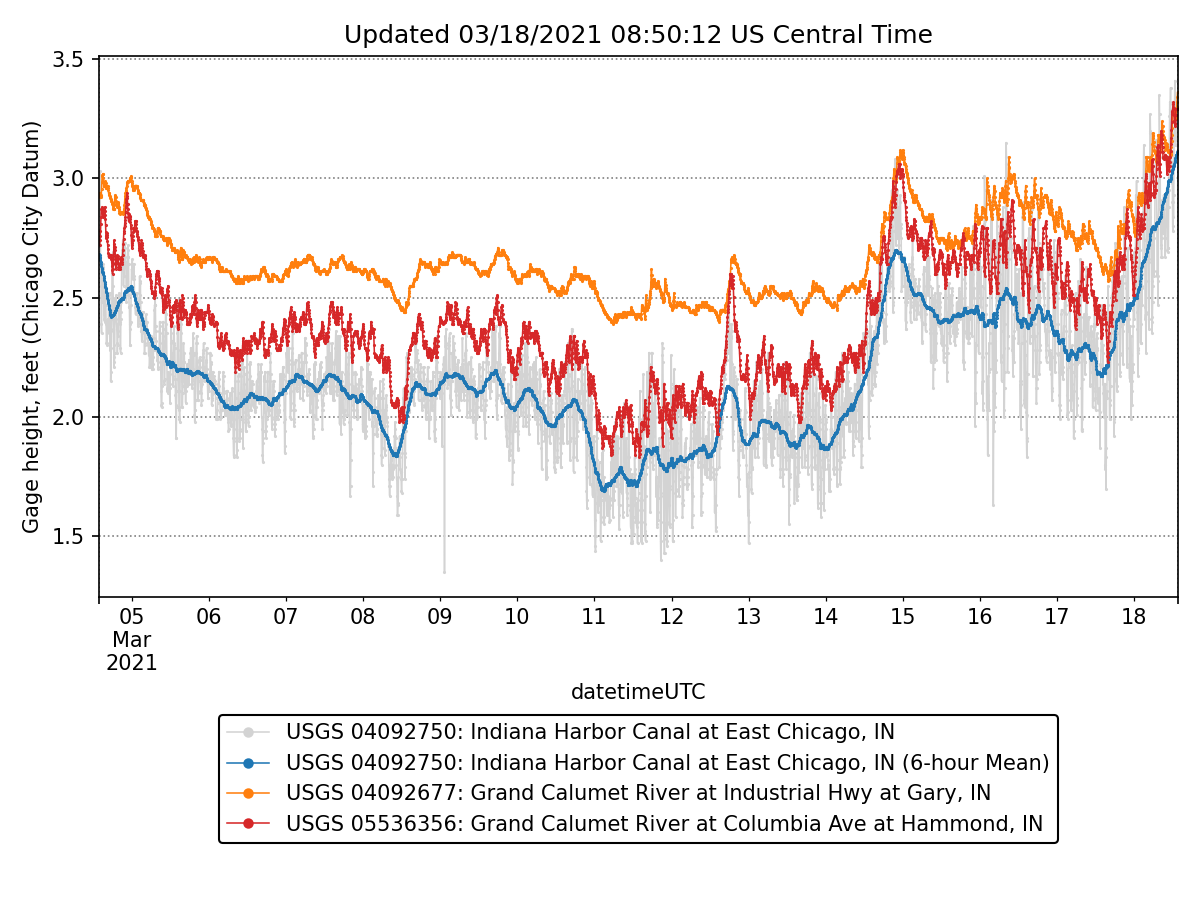 Updated 03/18/2021 08:50:12 US Central Time
Gage height, feet (Chicago City Datum)
3.5
3.0
2.5
2.0
1.5
05 06 07 08 09 10 11 12 13 14 15 16 17 18
Mar
2021
datetimeUTC
USGS 04092750: Indiana Harbor Canal at East Chicago, IN
USGS 04092750: Indiana Harbor Canal at East Chicago, IN (6-hour Mean)
USGS 04092677: Grand Calumet River at Industrial Hwy at Gary, IN
USGS 05536356: Grand Calumet River at Columbia Ave at Hammond, IN